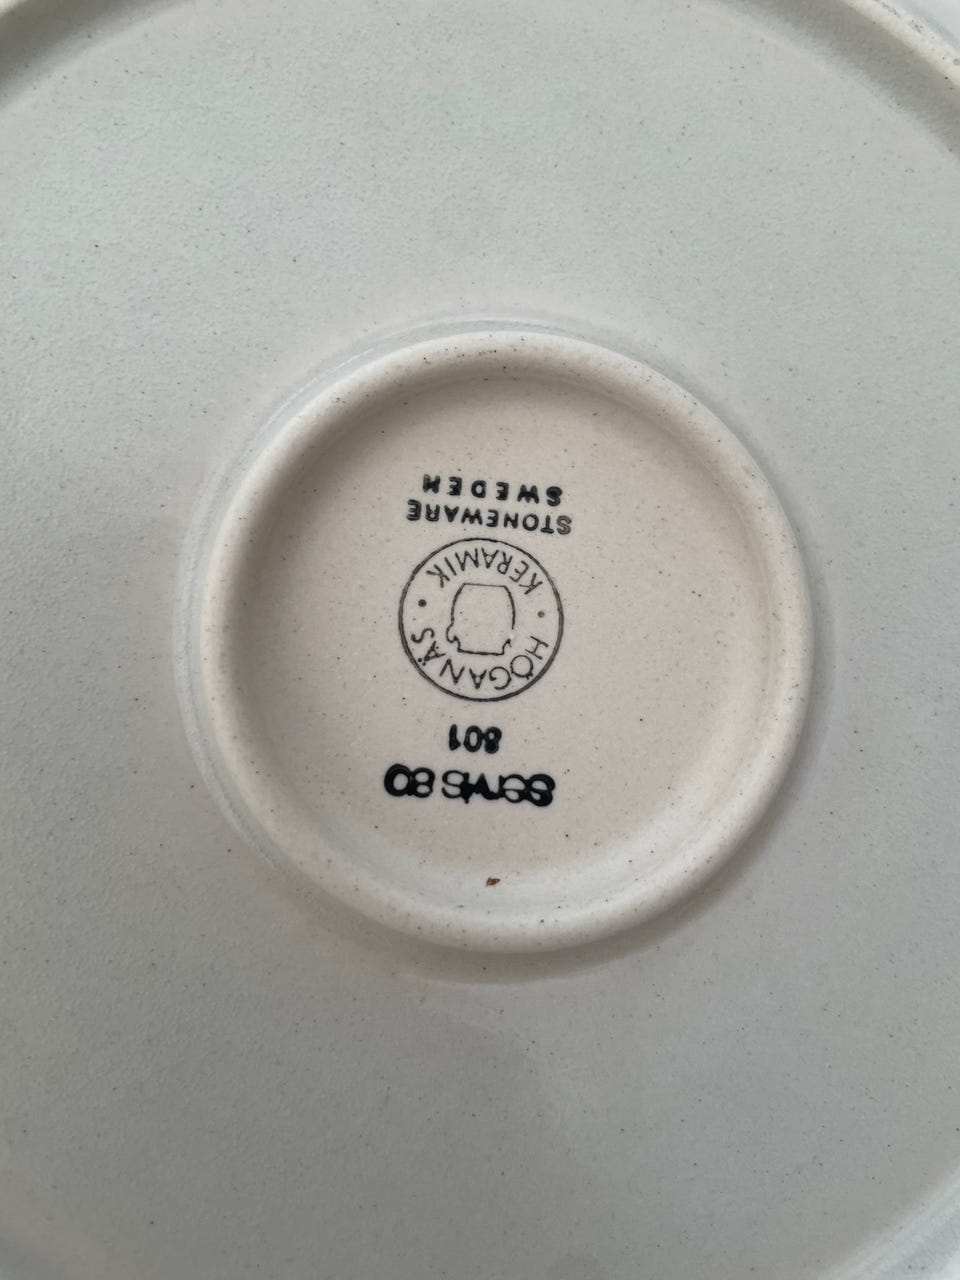 servis 80
801
HÖGANÄS
KERAMIK
STONEWARE
SWEDEN